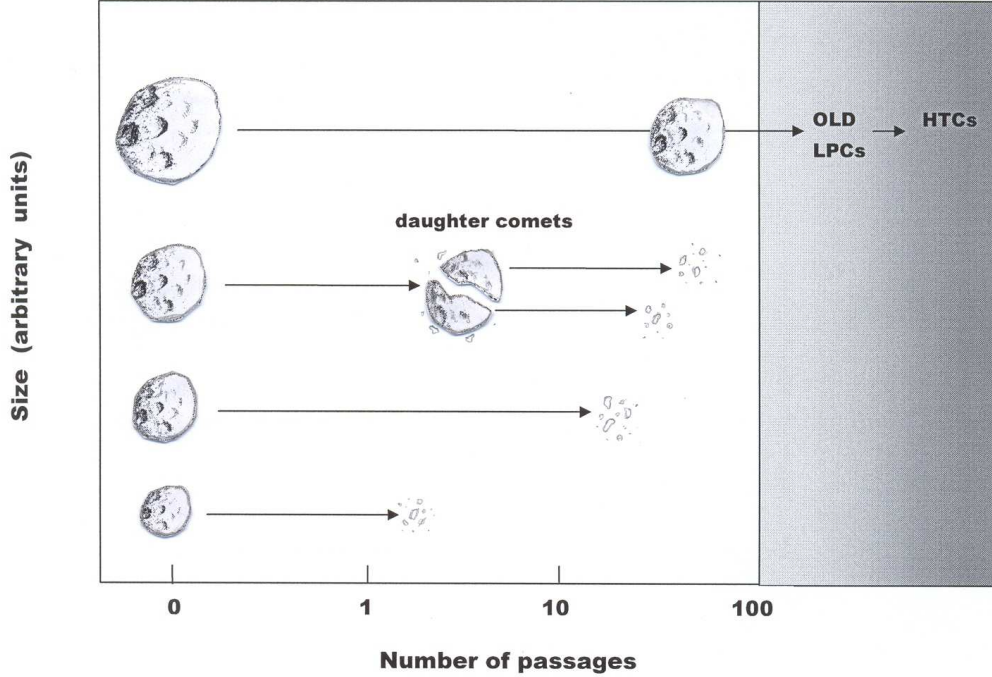 OLD HTCs
LPCs
daughter comets
Size (arbitrary units)
0 1 10 100
Number of passages